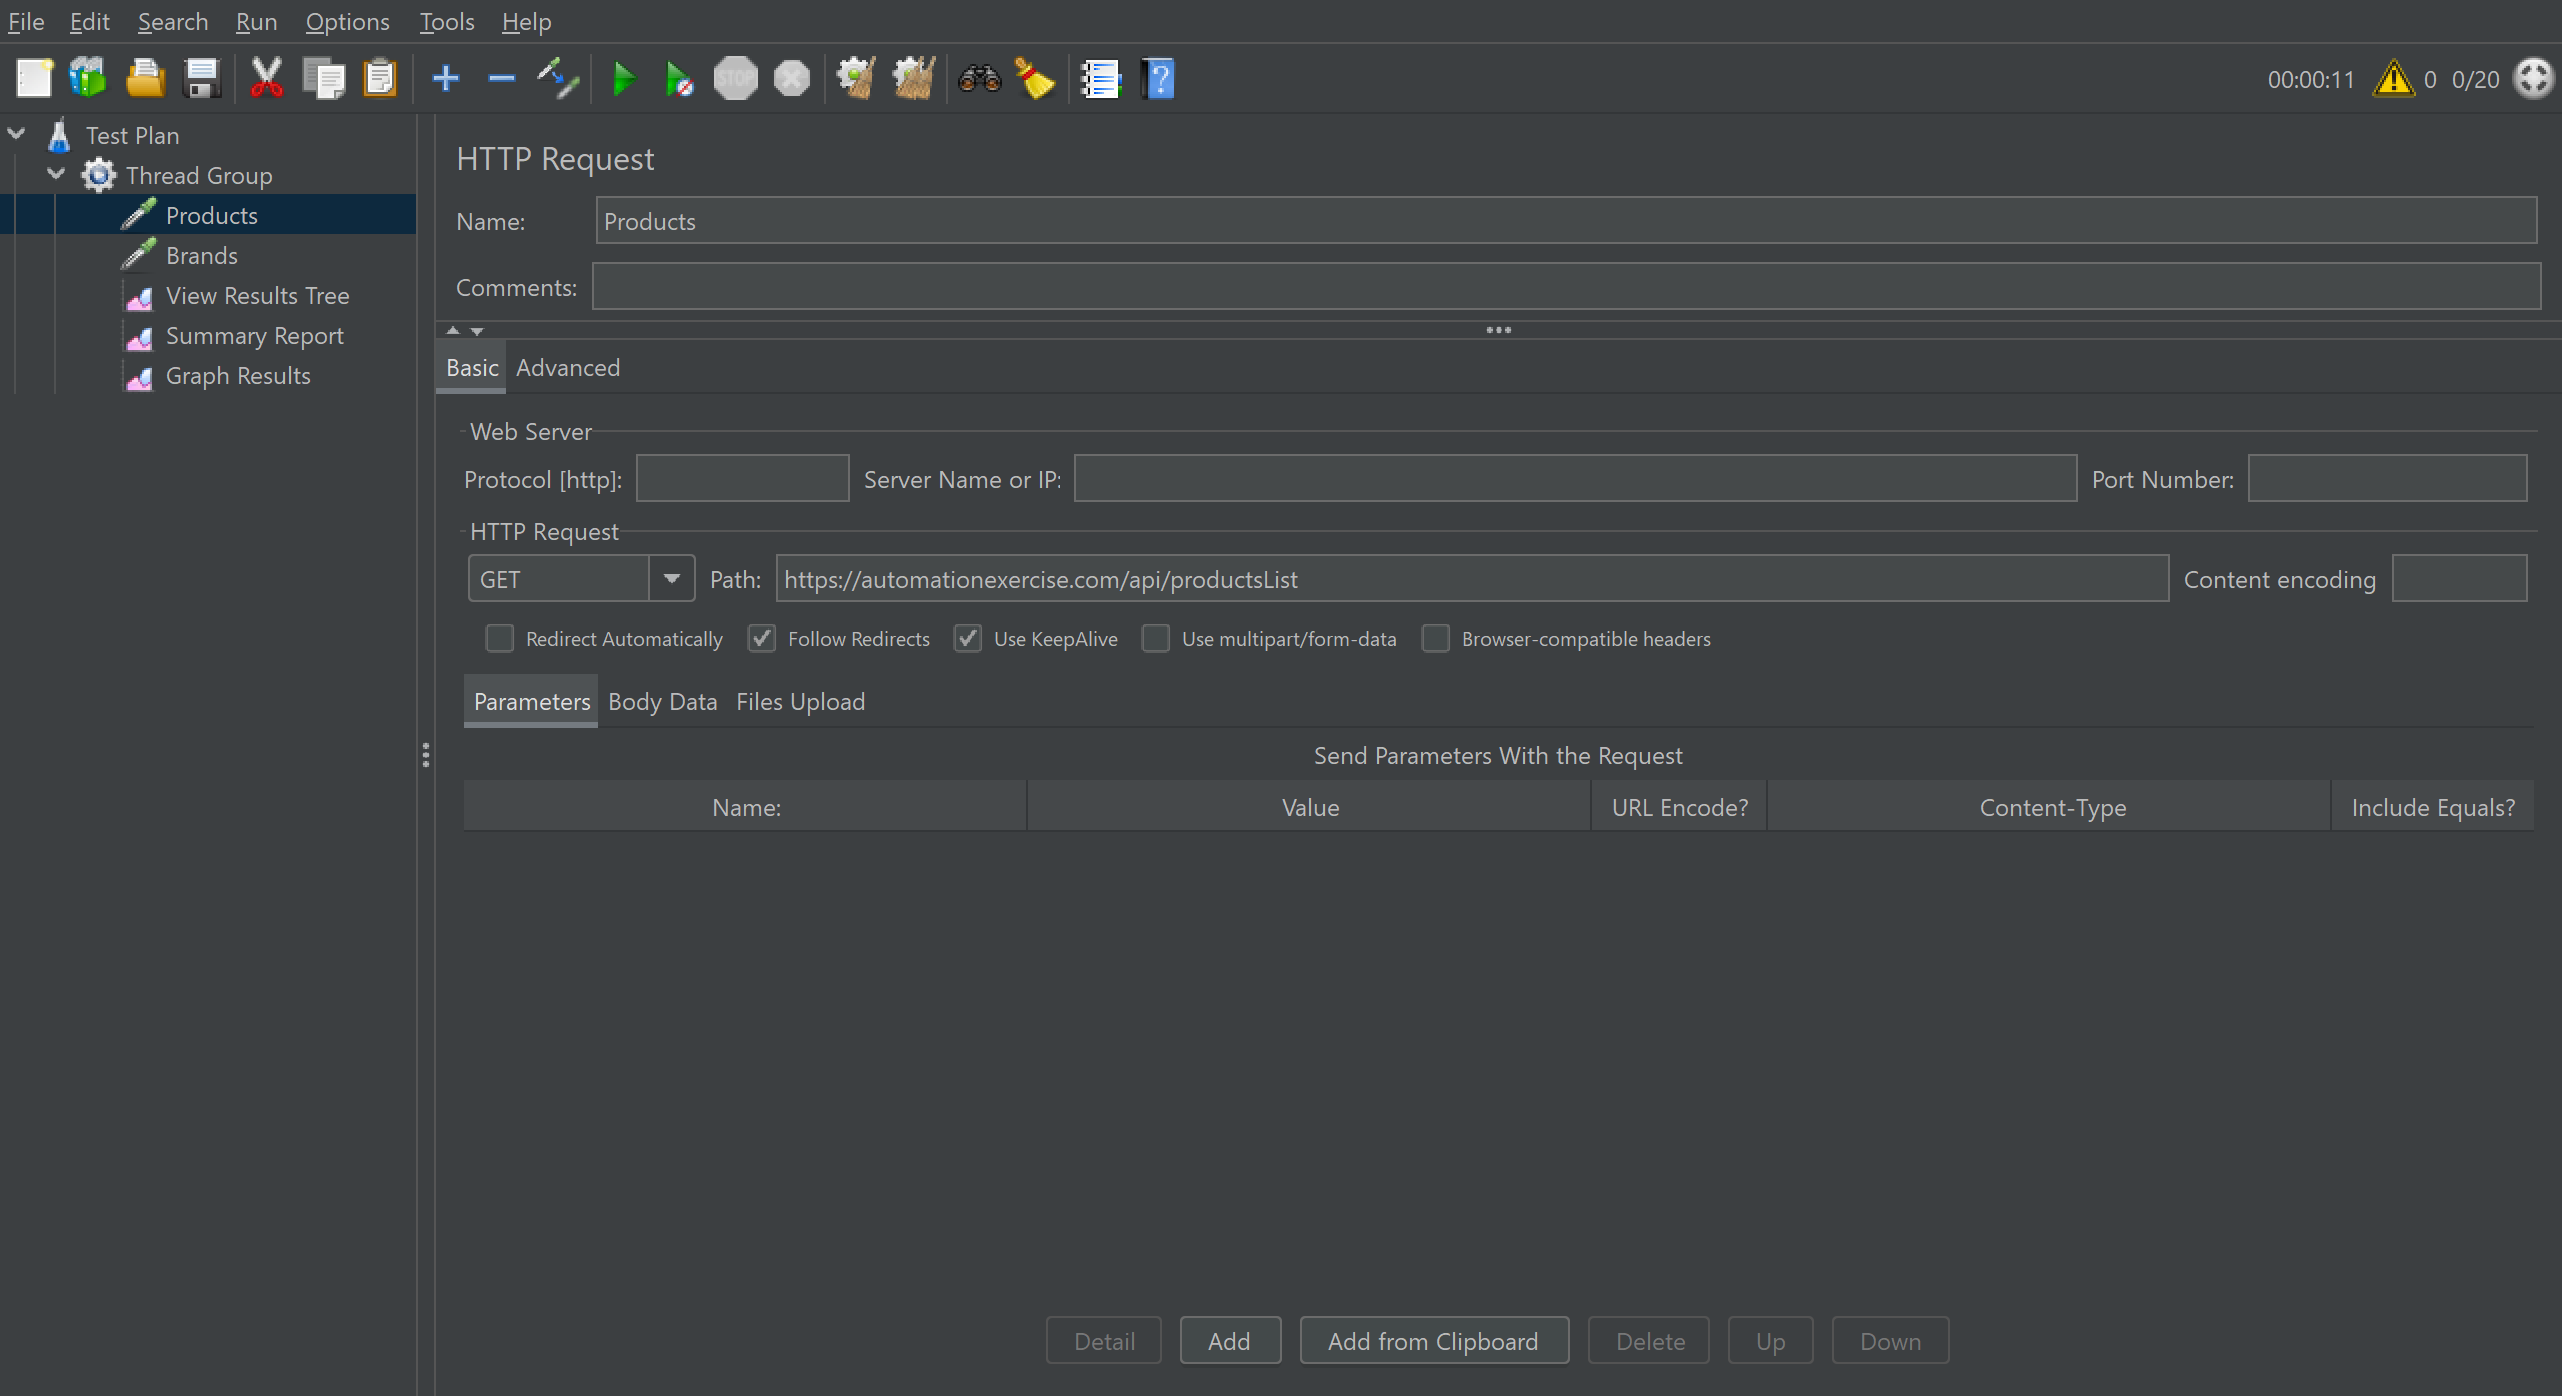 File Edit Search Run Options Tools Help
STOP ? 00:00:11 0 0/20
Test Plan
Thread Group
Products
Brands
View Results Tree
Summary Report
Graph Results
HTTP Request
Name: Products
Comments:
Basic Advanced
Web Server
Protocol [http]: Server Name or IP: Port Number:
HTTP Request
GET Path: https://automationexercise.com/api/productsList Content encoding
Redirect Automatically Follow Redirects Use KeepAlive Use multipart/form-data Browser-compatible headers
Parameters Body Data Files Upload
Send Parameters With the Request
Name: Value URL Encode? Content-Type Include Equals?
Detail Add Add from Clipboard Delete Up Down